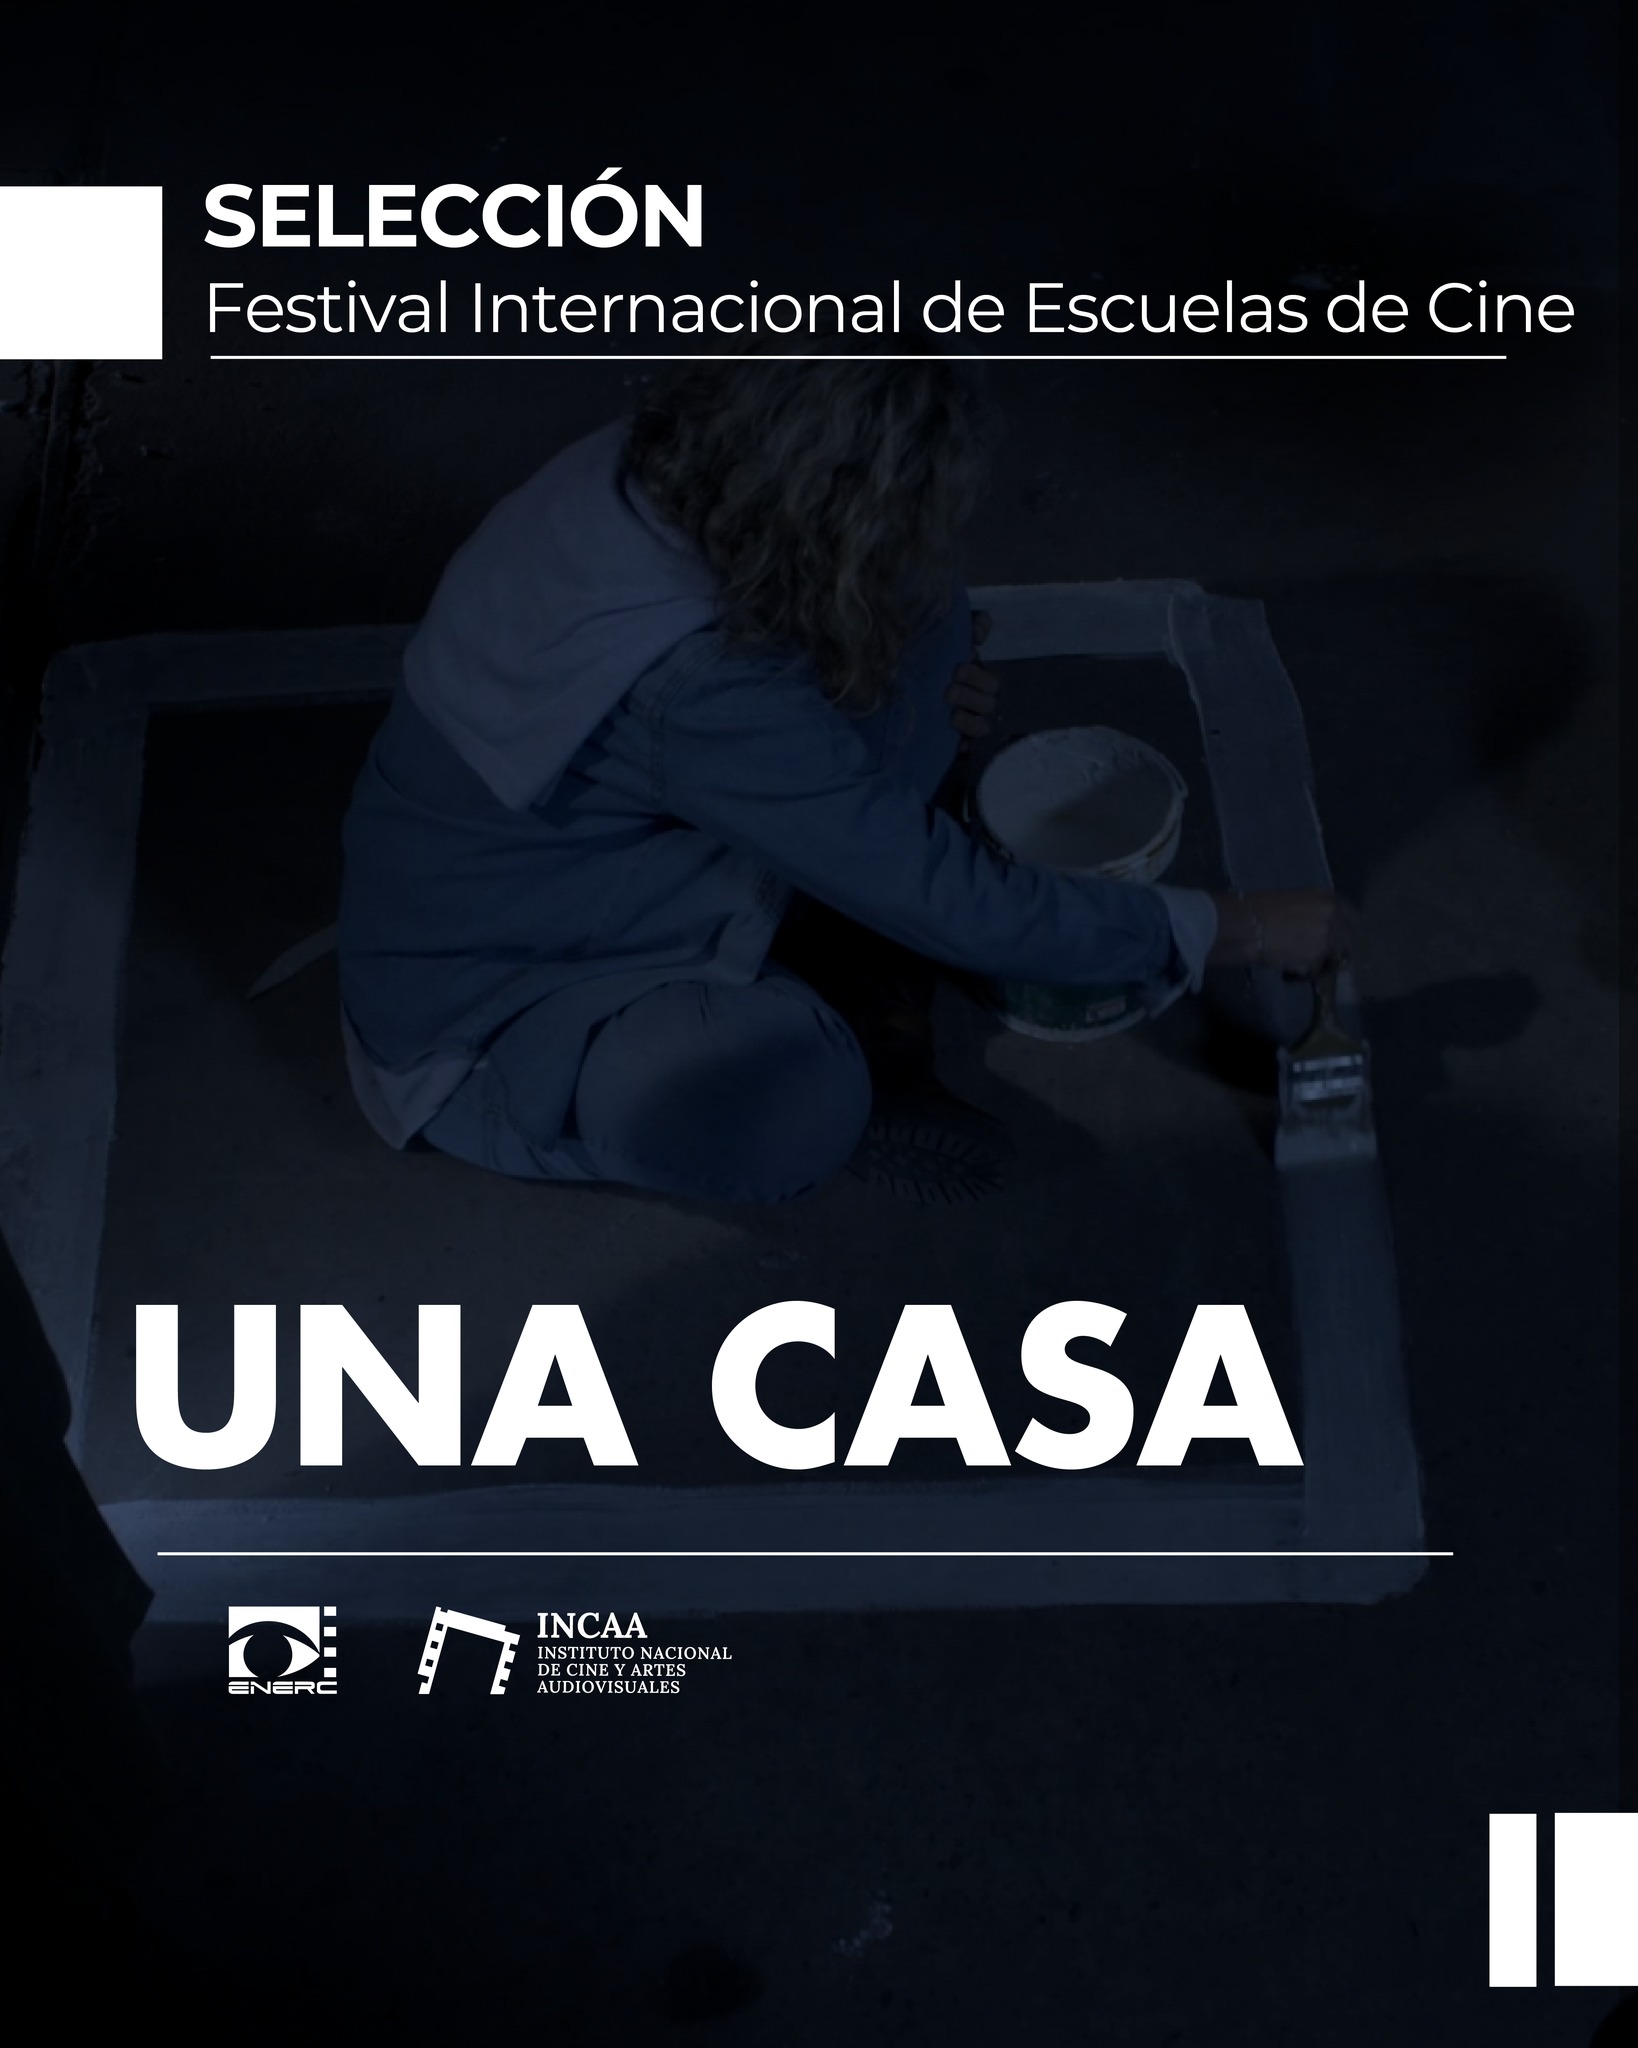 SELECCIÓN
Festival Internacional de Escuelas de Cine
UNA CASA
ENERC
INCAA
INSTITUTO NACIONAL
DE CINE Y ARTES
AUDIOVISUALES